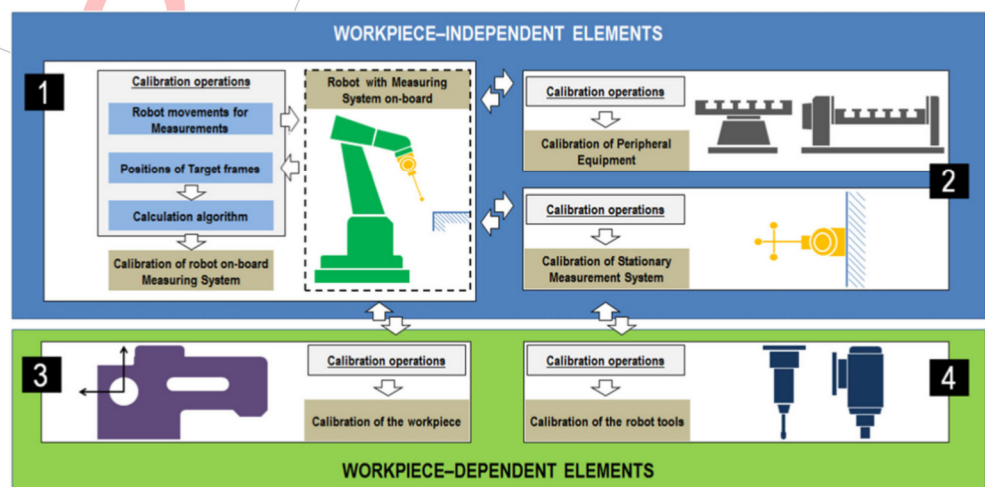 WORKPIECE–INDEPENDENT ELEMENTS
1
Calibration operations
Robot movements for
Measurements
Positions of Target frames
Calculation algorithm
Calibration of robot on-board
Measuring System
Robot with Measuring
System on-board
Calibration operations
Calibration of Peripheral
Equipment
2
Calibration operations
Calibration of Stationary
Measurement System
3
Calibration operations
Calibration of the workpiece
Calibration operations
Calibration of the robot tools
4
WORKPIECE–DEPENDENT ELEMENTS